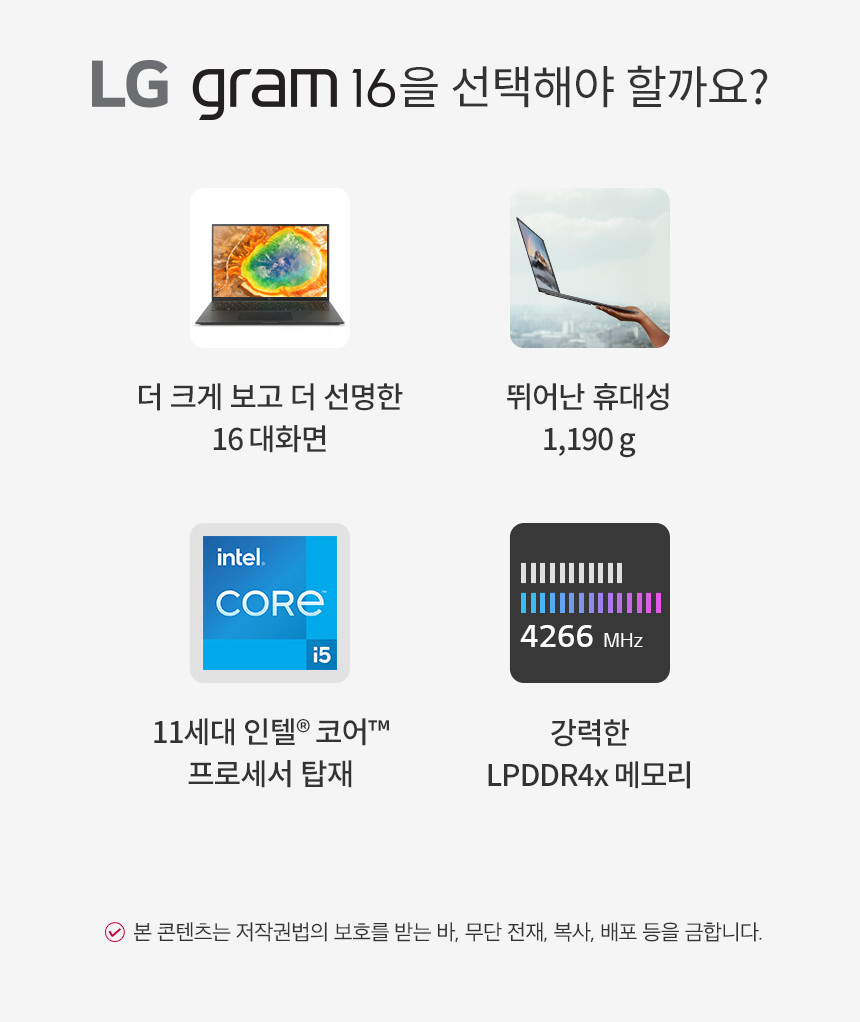 LG gram 16을 선택해야 할까요?
더 크게 보고 더 선명한
16 대화면
뛰어난 휴대성
1,190 g
intel.
CORE™
i5
4266 MHz
11세대 인텔® 코어™
프로세서 탑재
강력한
LPDDR4x 메모리
본 콘텐츠는 저작권법의 보호를 받는 바, 무단 전재, 복사, 배포 등을 금합니다.